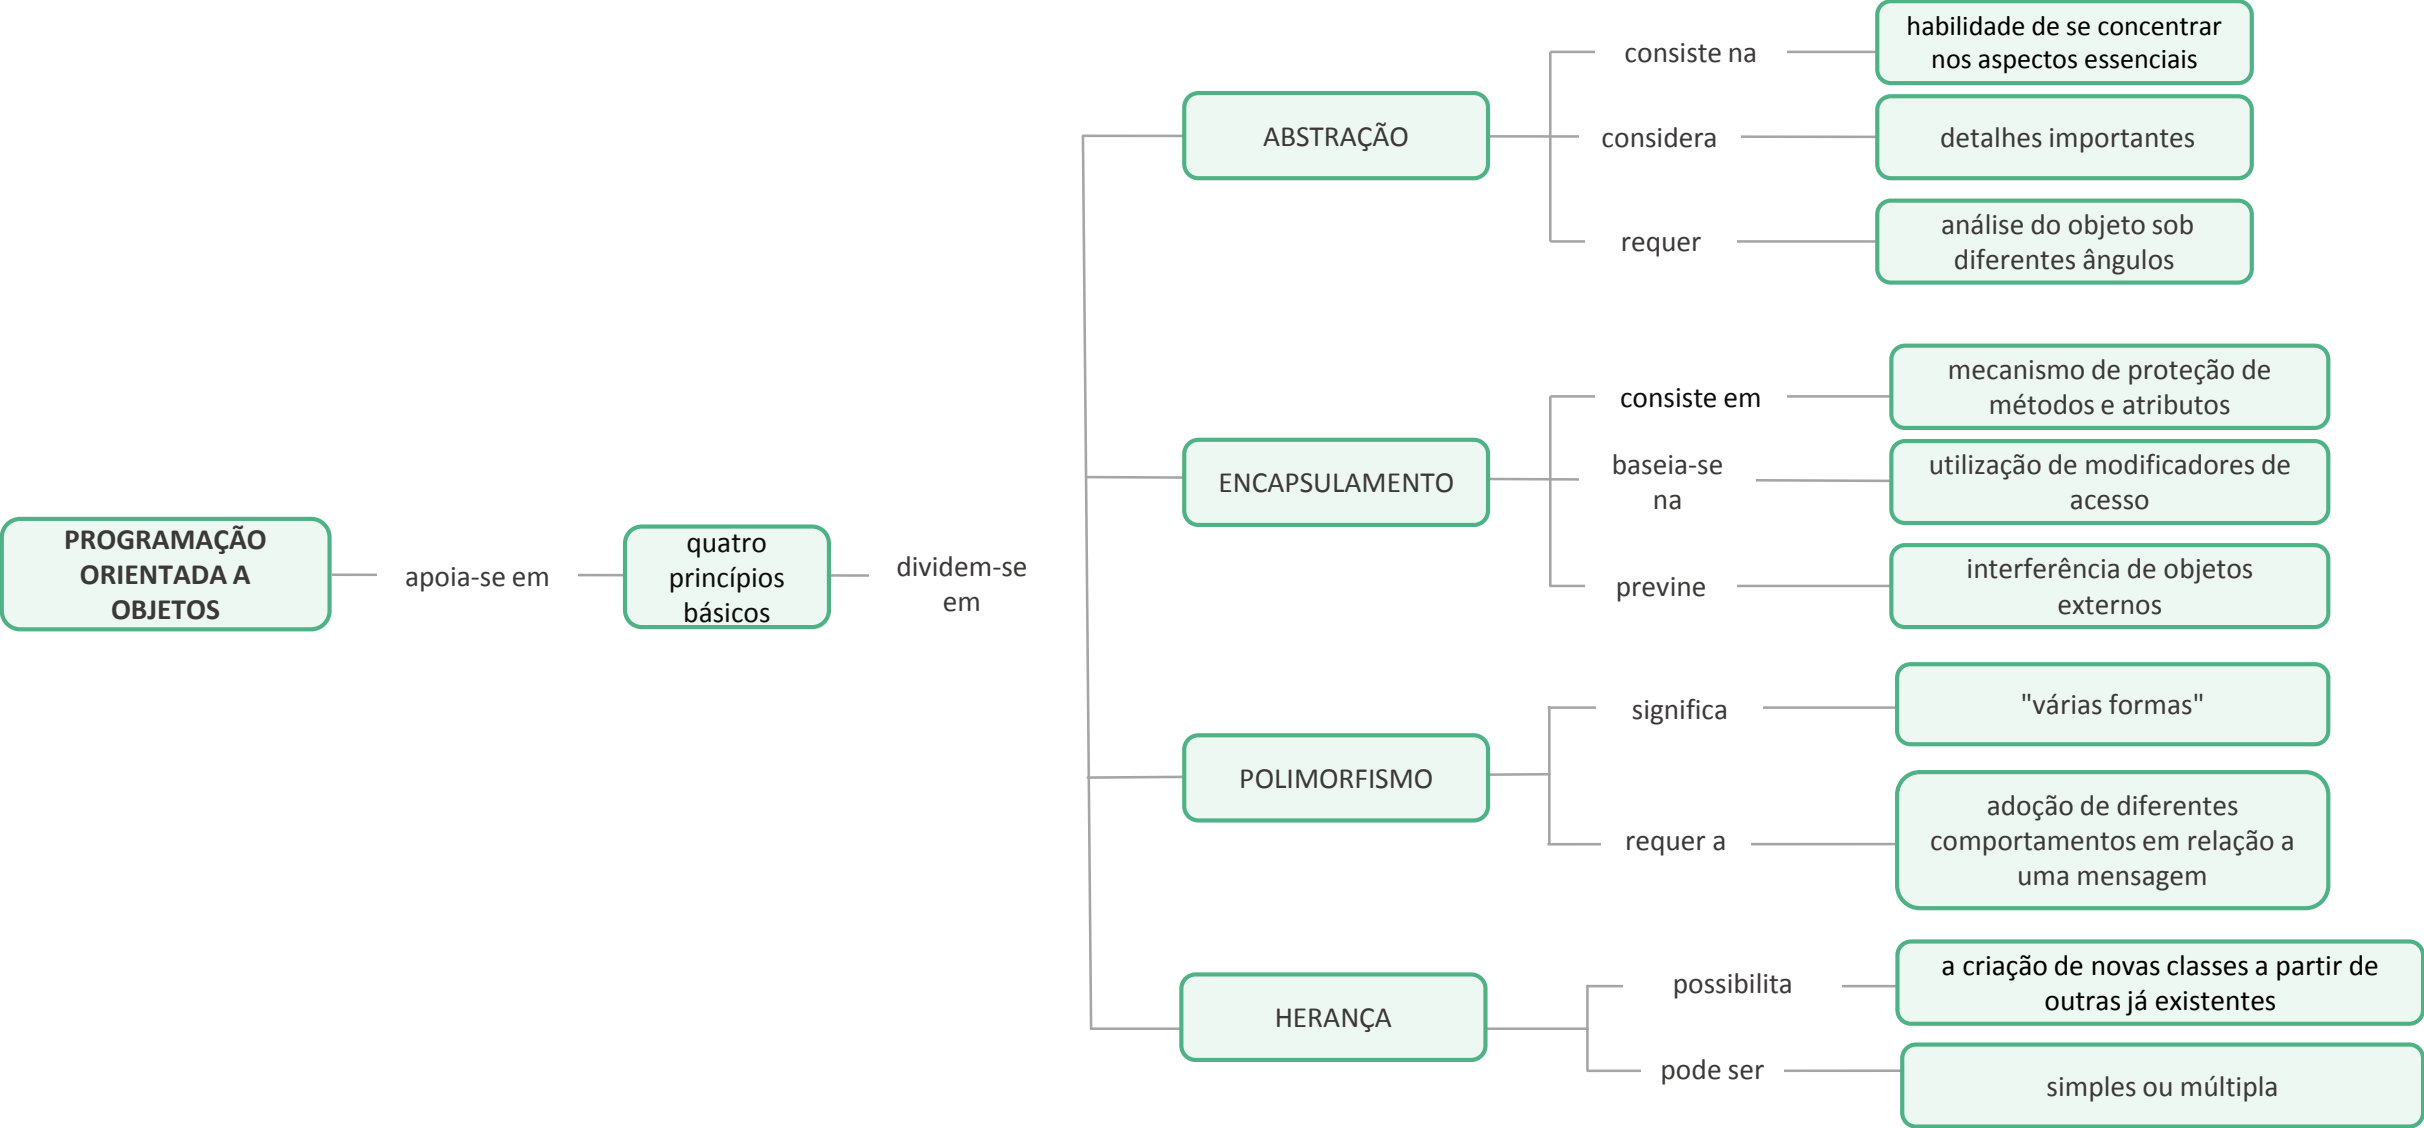 PROGRAMAÇÃO
ORIENTADA A
OBJETOS
apoia-se em
quatro
princípios
básicos
dividem-se
em
ABSTRAÇÃO
consiste na
habilidade de se concentrar
nos aspectos essenciais
considera
detalhes importantes
requer
análise do objeto sob
diferentes ângulos
ENCAPSULAMENTO
consiste em
mecanismo de proteção de
métodos e atributos
baseia-se
na
utilização de modificadores de
acesso
previne
interferência de objetos
externos
POLIMORFISMO
significa
"várias formas"
requer a
adoção de diferentes
comportamentos em relação a
uma mensagem
HERANÇA
possibilita
a criação de novas classes a partir de
outras já existentes
pode ser
simples ou múltipla